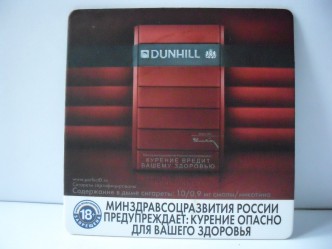 DUNHILL
КУРЕНИЕ ВРЕДИТ
ВАШЕМУ ЗДОРОВЬЮ
Содержание в дыме сигареты: 10/0,9 мг смолы/никотина
18+
МИНЗДРАВСОЦРАЗВИТИЯ РОССИИ
ПРЕДУПРЕЖДАЕТ: КУРЕНИЕ ОПАСНО
ДЛЯ ВАШЕГО ЗДОРОВЬЯ